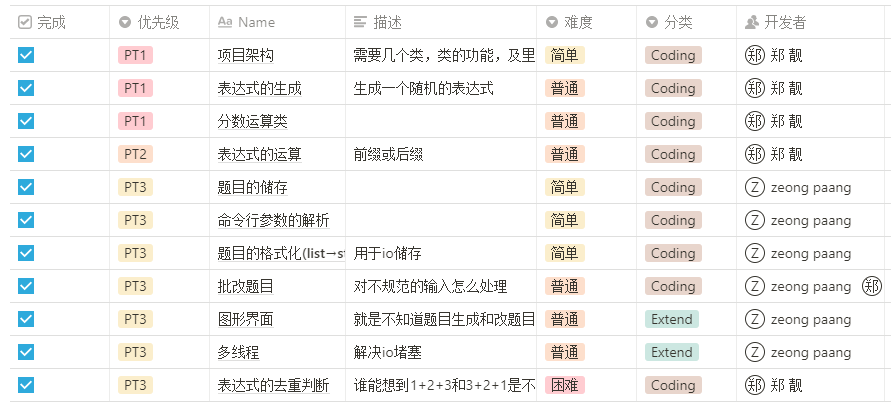 完成 优先级 Aa Name 描述 难度 分类 开发者
PT1 项目架构 需要几个类，类的功能，及里 简单 Coding 郑 郑 靓
PT1 表达式的生成 生成一个随机的表达式 普通 Coding 郑 郑 靓
PT1 分数运算类 普通 Coding 郑 郑 靓
PT2 表达式的运算 前缀或后缀 普通 Coding 郑 郑 靓
PT3 题目的储存 简单 Coding Z zeong paang
PT3 命令行参数的解析 简单 Coding Z zeong paang
PT3 题目的格式化(list→st 用于io储存 简单 Coding Z zeong paang
PT3 批改题目 对不规范的输入怎么处理 普通 Coding Z zeong paang 郑
PT3 图形界面 就是不知道题目生成和改题目 普通 Extend Z zeong paang
PT3 多线程 解决io堵塞 普通 Extend Z zeong paang
PT3 表达式的去重判断 谁能想到1+2+3和3+2+1是不 困难 Coding 郑 郑 靓